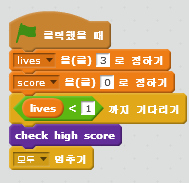 클릭했을 때
lives 을(를) 3 로 정하기
score 을(를) 0 로 정하기
lives < 1 까지 기다리기
check high score
모두 멈추기